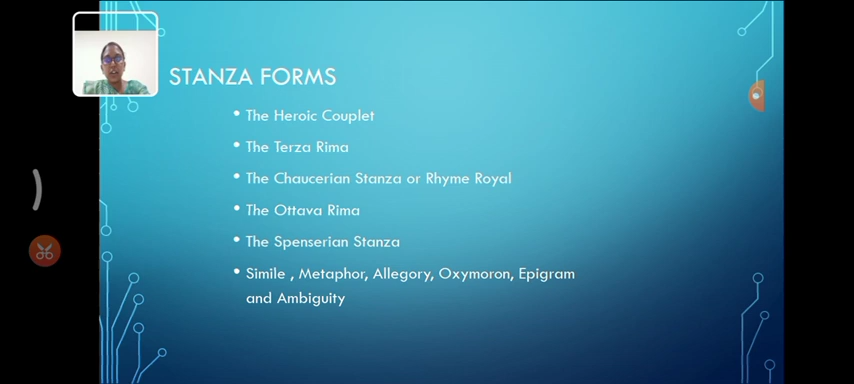 STANZA FORMS
• The Heroic Couplet
• The Terza Rima
• The Chaucerian Stanza or Rhyme Royal
• The Ottava Rima
• The Spenserian Stanza
• Simile , Metaphor, Allegory, Oxymoron, Epigram
and Ambiguity